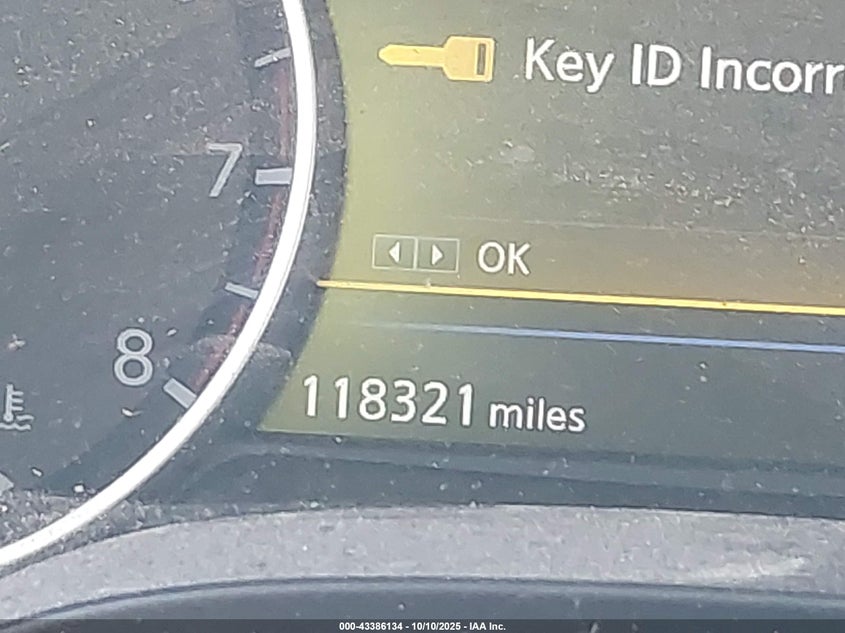 Key ID Incorr
7
OK
8
118321 miles
000-43386134 - 10/10/2025 - IAA Inc.